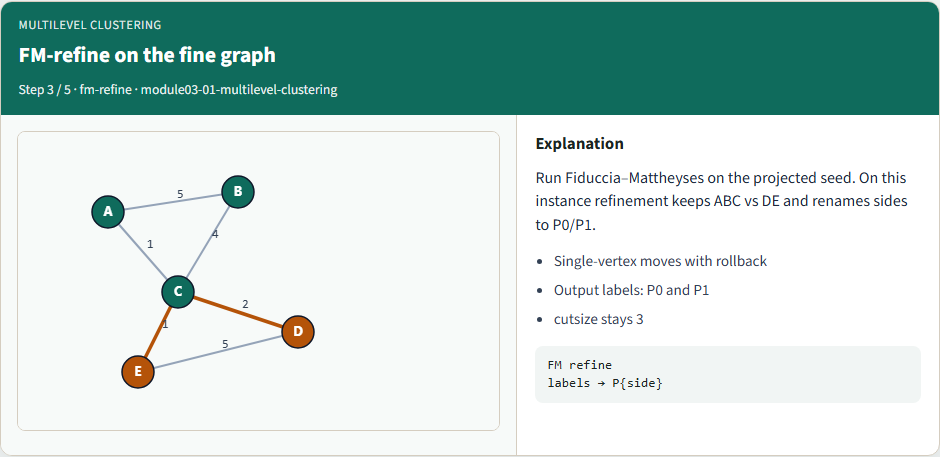 MULTILEVEL CLUSTERING
FM-refine on the fine graph
Step 3 / 5 · fm-refine · module03-01-multilevel-clustering
5
B
A
4
1
C
2
1
D
5
E
Explanation
Run Fiduccia–Mattheyses on the projected seed. On this
instance refinement keeps ABC vs DE and renames sides
to P0/P1.
• Single-vertex moves with rollback
• Output labels: P0 and P1
• cutsize stays 3
FM refine
labels → P{side}